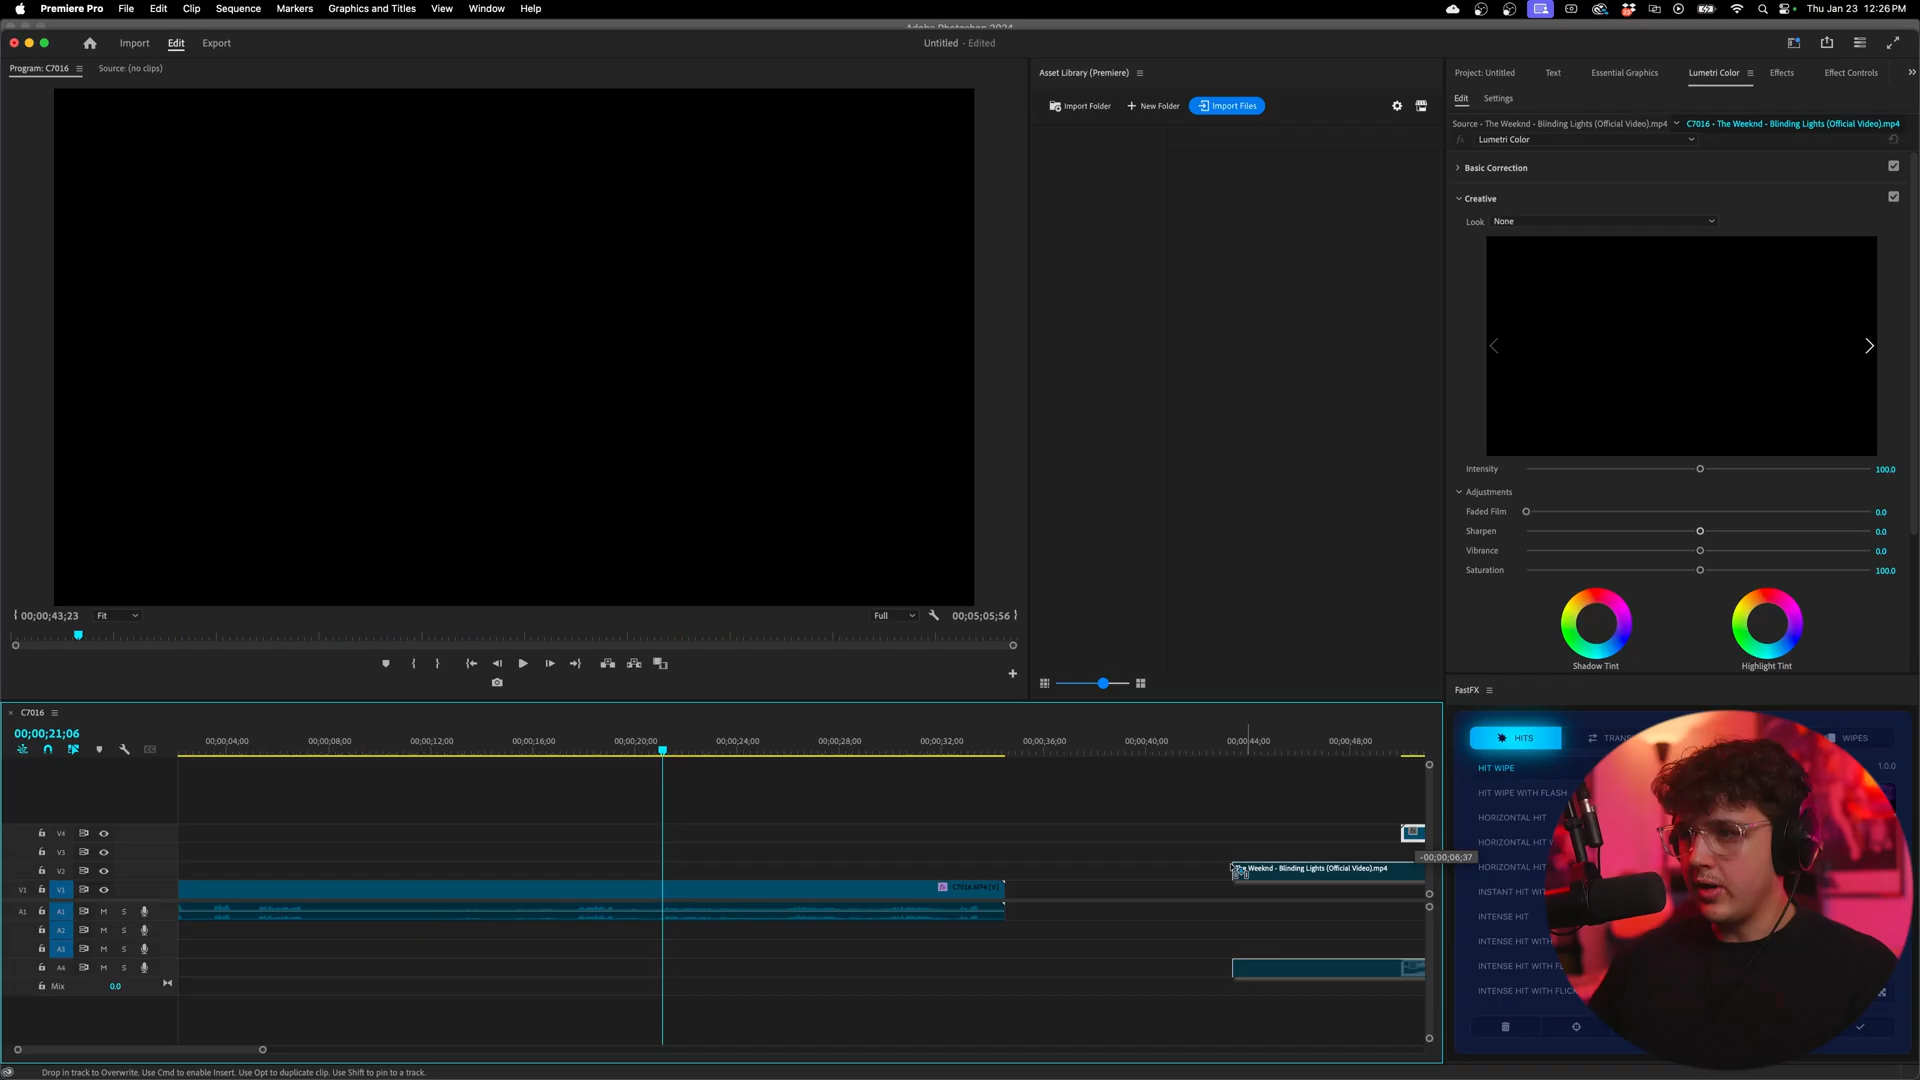 Premiere Pro File Edit Clip Sequence Markers Graphics and Titles View Window Help Thu Jan 23 12:26 PM
Adobe Photoshop 2024
Import Edit Export Untitled - Edited
Program: C7016 Source: (no clips)
Asset Library (Premiere)
Import Folder New Folder Import Files
Project: Untitled Text Essential Graphics Lumetri Color Effects Effect Controls
Edit Settings
Source • The Weeknd - Blinding Lights (Official Video).mp4 C7016 • The Weeknd - Blinding Lights (Official Video).mp4
fx Lumetri Color
Basic Correction
Creative
Look None
Intensity 100.0
Adjustments
Faded Film 0.0
Sharpen 0.0
Vibrance 0.0
Saturation 100.0
Shadow Tint Highlight Tint
00;00;43;23 Fit Full 00;05;05;56
C7016
00;00;21;06
00;00;04;00 00;00;08;00 00;00;12;00 00;00;16;00 00;00;20;00 00;00;24;00 00;00;28;00 00;00;32;00 00;00;36;00 00;00;40;00 00;00;44;00 00;00;48;00
V4
V3
V2 The Weeknd - Blinding Lights (Official Video).mp4
-00;00;06;37
V1 V1 C7016.MP4 [V]
A1 A1 M S
A2 M S
A3 M S
A4 M S
Mix 0.0
FastFX
HITS TRANS WIPES
HIT WIPE 1.0.0
HIT WIPE WITH FLASH
HORIZONTAL HIT
HORIZONTAL HIT W
HORIZONTAL HIT
INSTANT HIT WIT
INTENSE HIT
INTENSE HIT WITH
INTENSE HIT WITH FL
INTENSE HIT WITH FLICK
Drop in track to Overwrite. Use Cmd to enable Insert. Use Opt to duplicate clip. Use Shift to pin to a track.